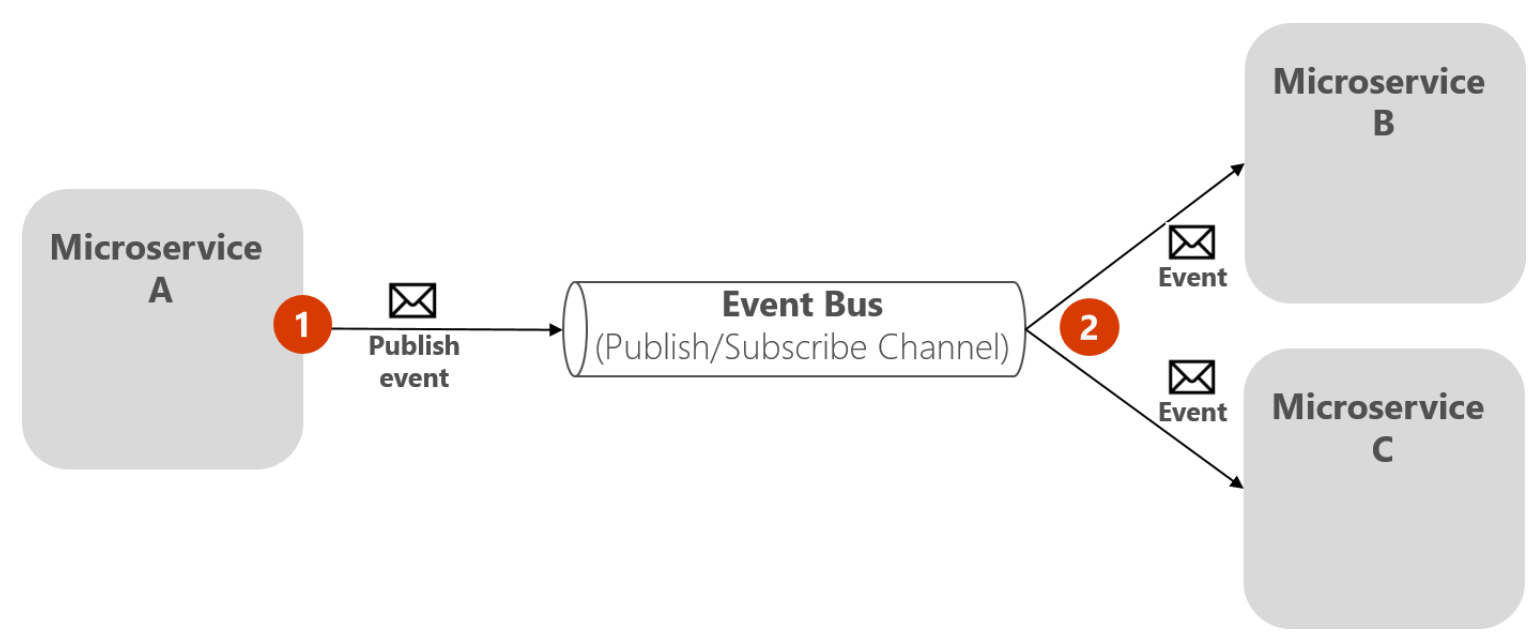 Microservice
A
1
Publish
event
Event Bus
(Publish/Subscribe Channel)
2
Event
Event
Microservice
B
Microservice
C